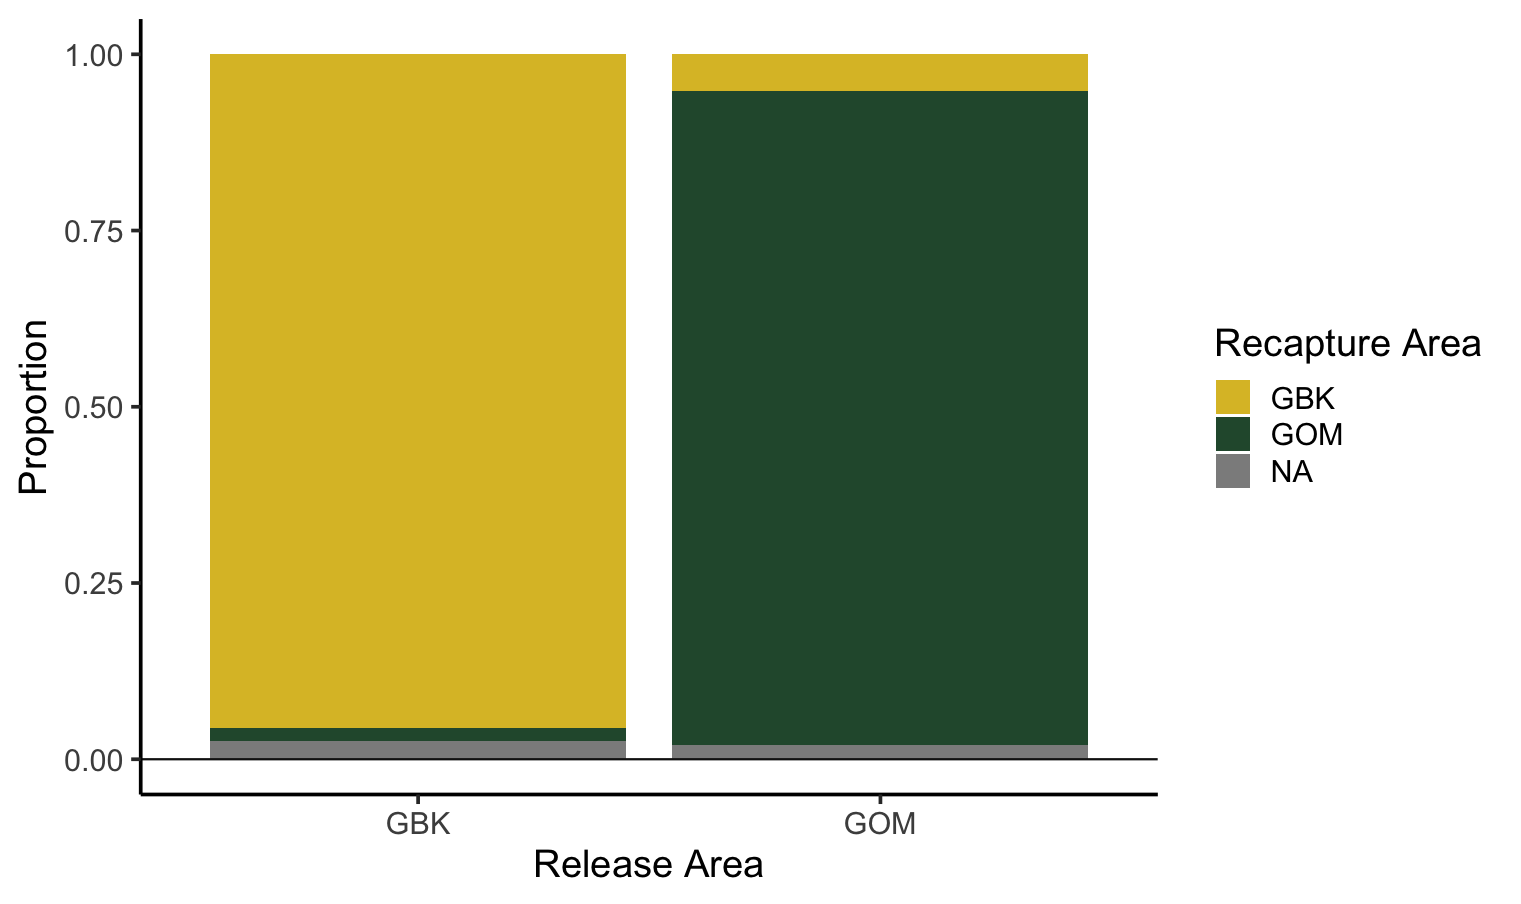 1.00
0.75
0.50
0.25
0.00
Proportion
GBK
GOM
Release Area
Recapture Area
GBK
GOM
NA